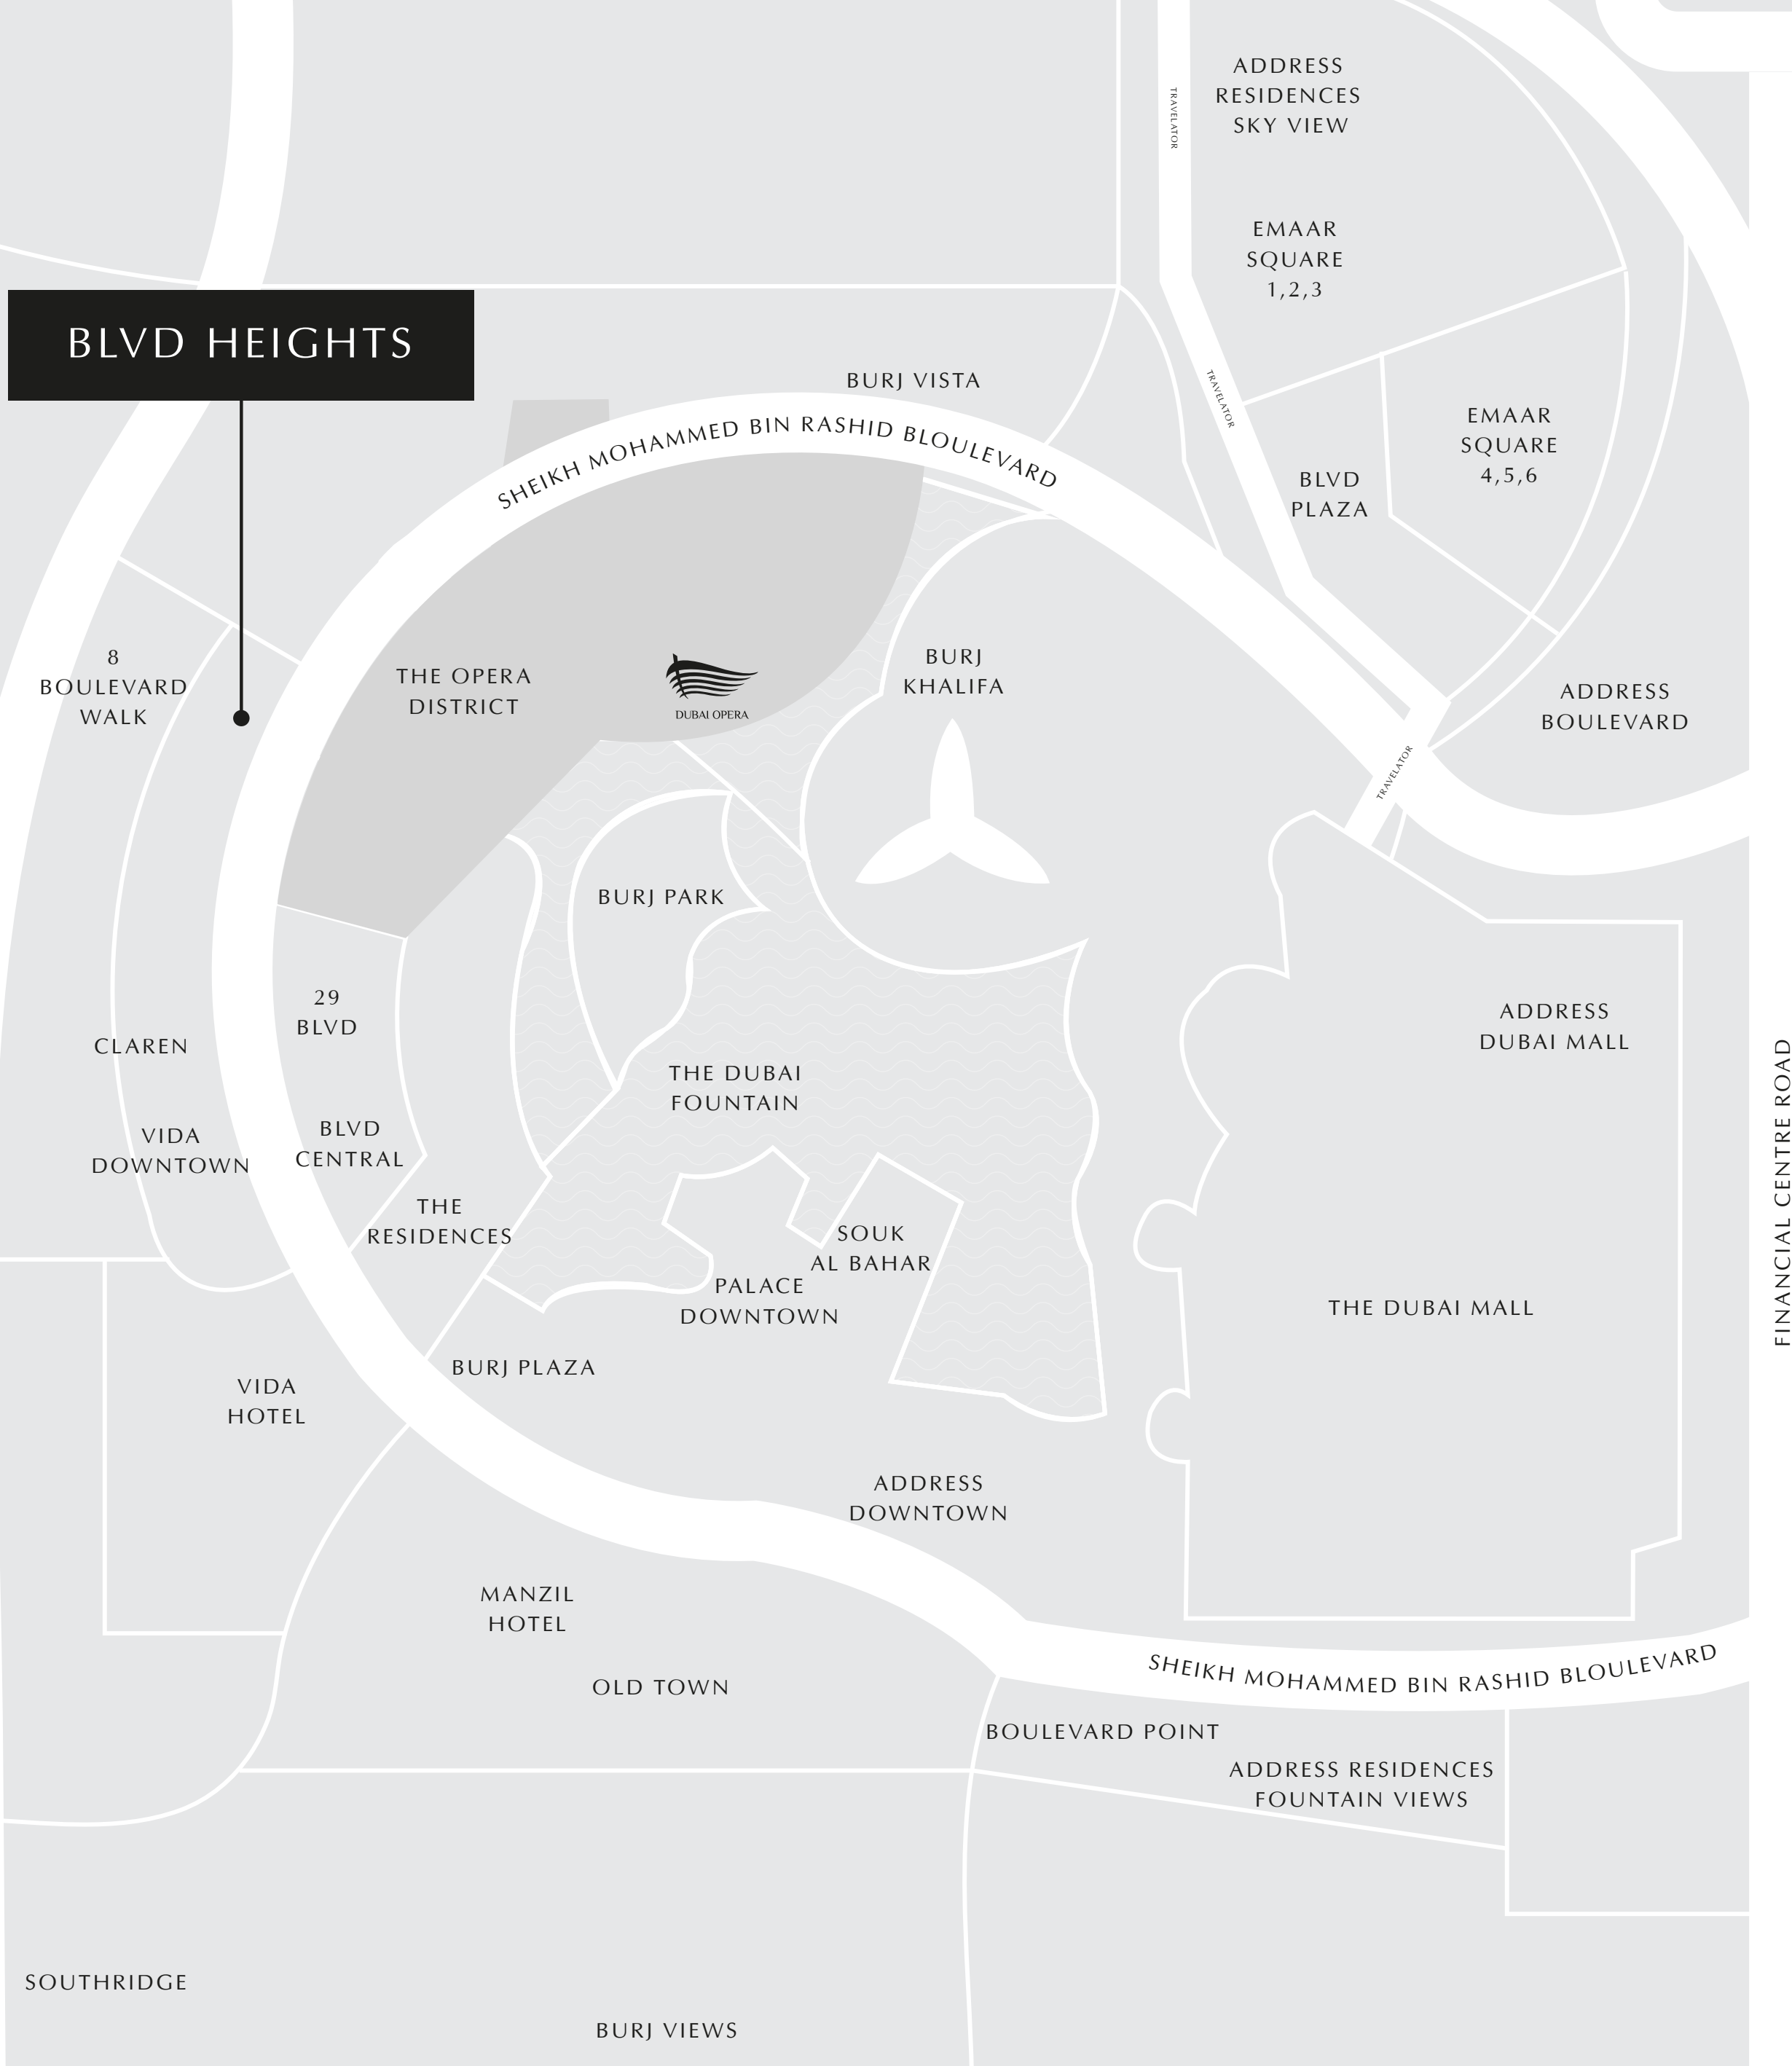 ADDRESS
RESIDENCES
SKY VIEW
TRAVELATOR
EMAAR
SQUARE
1,2,3
BLVD HEIGHTS
BURJ VISTA
SHEIKH MOHAMMED BIN RASHID BLOULEVARD
TRAVELATOR
EMAAR
SQUARE
4,5,6
BLVD
PLAZA
8
BOULEVARD
WALK
THE OPERA
DISTRICT
DUBAI OPERA
BURJ
KHALIFA
ADDRESS
BOULEVARD
TRAVELATOR
BURJ PARK
29
BLVD
ADDRESS
DUBAI MALL
CLAREN
THE DUBAI
FOUNTAIN
FINANCIAL CENTRE ROAD
VIDA
DOWNTOWN
BLVD
CENTRAL
THE
RESIDENCES
SOUK
AL BAHAR
PALACE
DOWNTOWN
THE DUBAI MALL
BURJ PLAZA
VIDA
HOTEL
ADDRESS
DOWNTOWN
MANZIL
HOTEL
OLD TOWN
SHEIKH MOHAMMED BIN RASHID BLOULEVARD
BOULEVARD POINT
ADDRESS RESIDENCES
FOUNTAIN VIEWS
SOUTHRIDGE
BURJ VIEWS